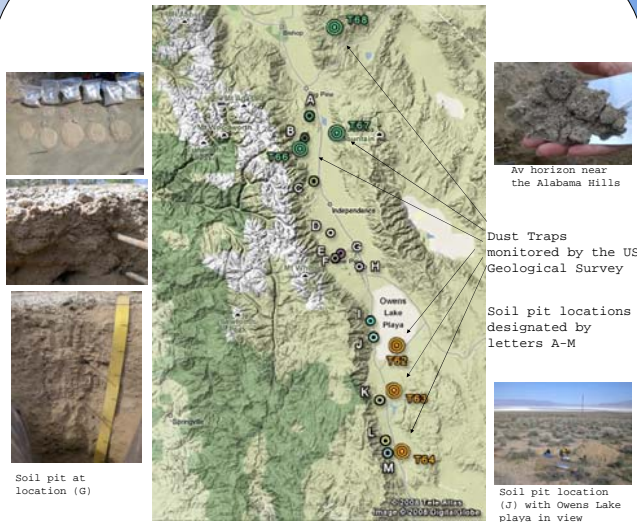 T68
Bishop
Big Pine
A
T67
B
T66
C
Independence
D
E
G
F
H
Owens
Lake
Playa
I
J
T62
K
T63
Springville
L
T64
M
© 2008 Tele Atlas
Image © 2008 Digital Globe
Soil pit at
location (G)
Av horizon near
the Alabama Hills
Dust Traps
monitored by the US
Geological Survey
Soil pit locations
designated by
letters A-M
Soil pit location
(J) with Owens Lake
playa in view